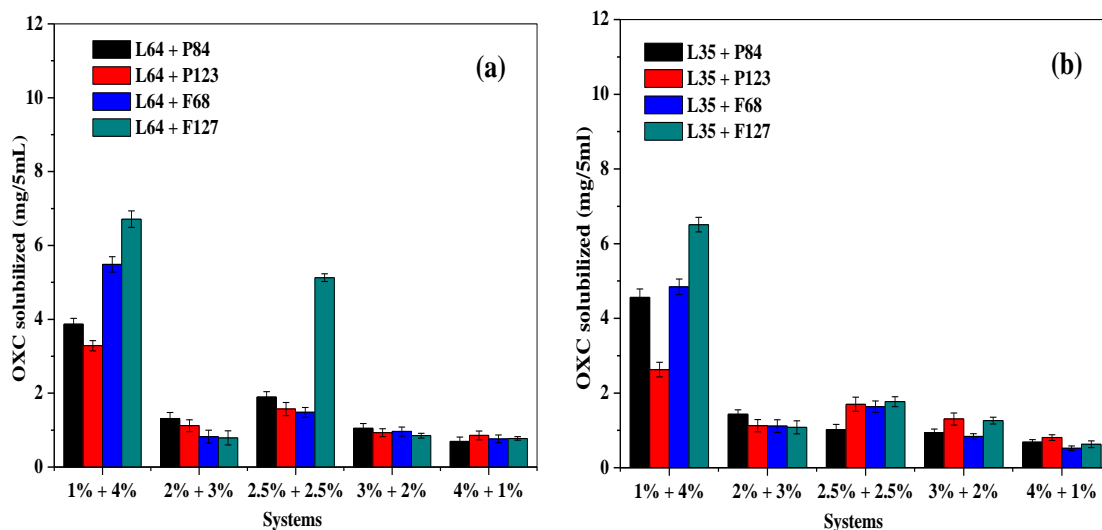 (a)
L64 + P84
L64 + P123
L64 + F68
L64 + F127
OXC solubilized (mg/5mL)
12
10
8
6
4
2
0
1% + 4% 2% + 3% 2.5% + 2.5% 3% + 2% 4% + 1%
Systems
(b)
L35 + P84
L35 + P123
L35 + F68
L35 + F127
OXC solubilized (mg/5ml)
12
10
8
6
4
2
0
1% + 4% 2% + 3% 2.5% + 2.5% 3% + 2% 4% + 1%
Systems